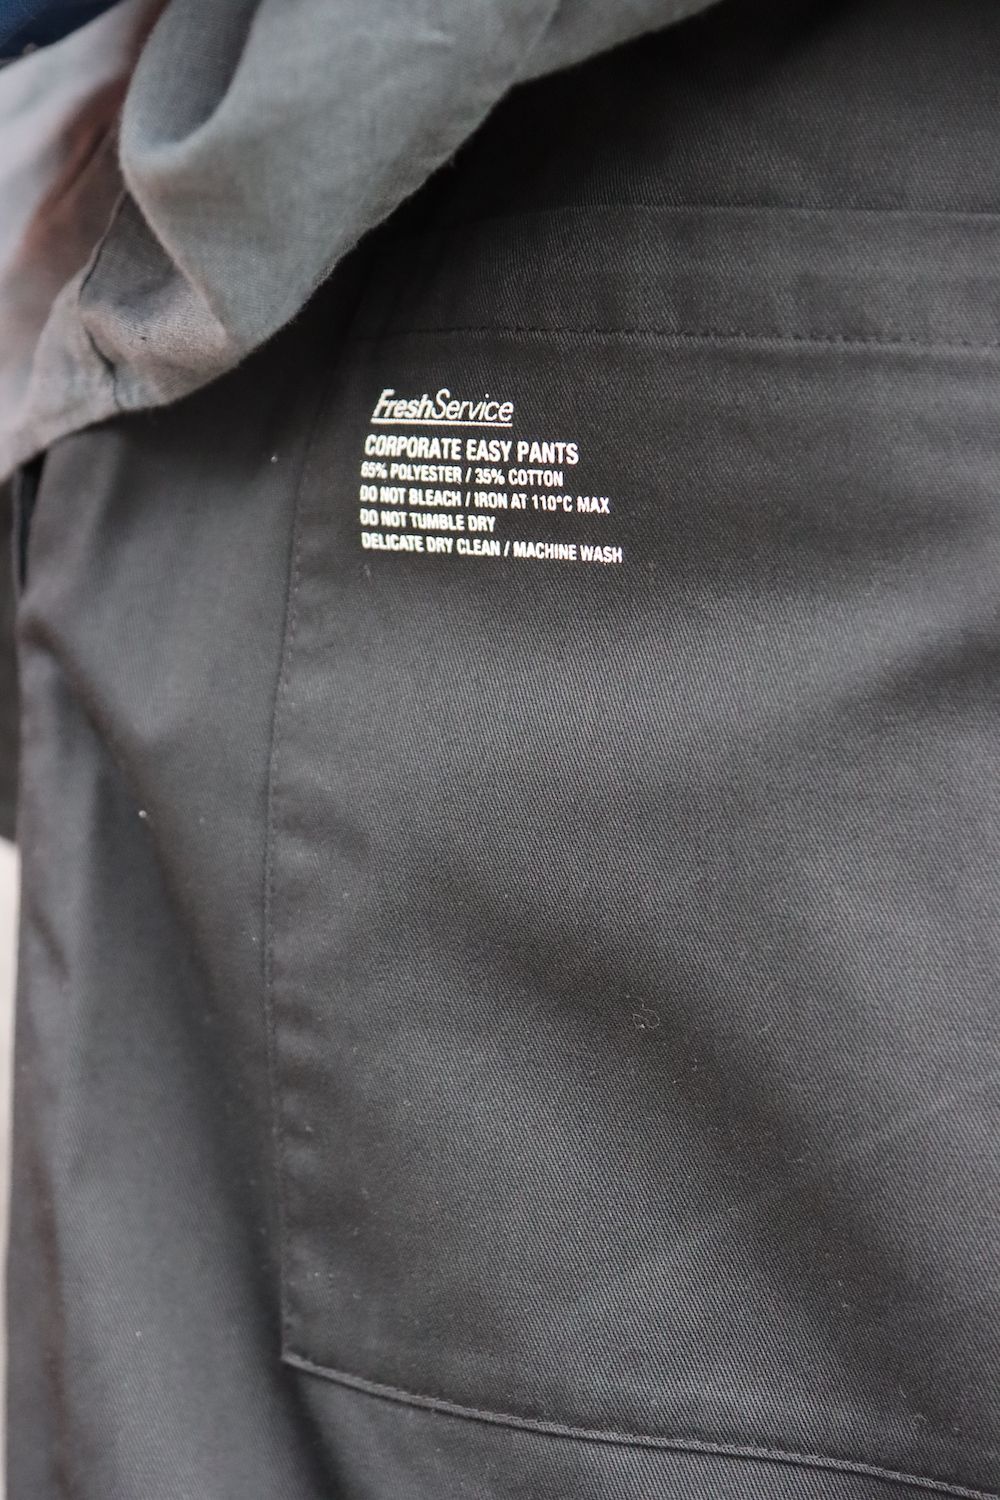 FreshService
CORPORATE EASY PANTS
65% POLYESTER / 35% COTTON
DO NOT BLEACH / IRON AT 110°C MAX
DO NOT TUMBLE DRY
DELICATE DRY CLEAN / MACHINE WASH